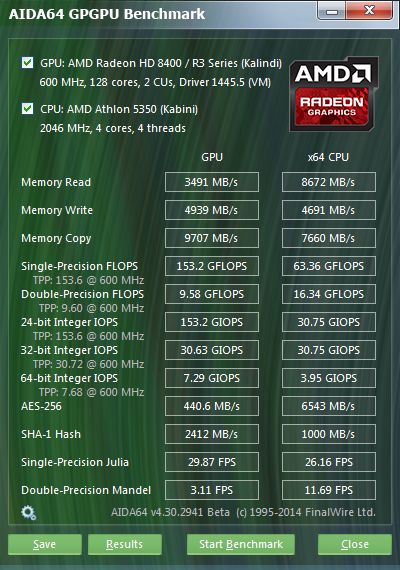 AIDA64 GPGPU Benchmark
GPU: AMD Radeon HD 8400 / R3 Series (Kalindi)
600 MHz, 128 cores, 2 CUs, Driver 1445.5 (VM)
CPU: AMD Athlon 5350 (Kabini)
2046 MHz, 4 cores, 4 threads
AMD
RADEON
GRAPHICS
GPU x64 CPU
Memory Read 3491 MB/s 8672 MB/s
Memory Write 4939 MB/s 4691 MB/s
Memory Copy 9707 MB/s 7660 MB/s
Single-Precision FLOPS 153.2 GFLOPS 63.36 GFLOPS
TPP: 153.6 @ 600 MHz
Double-Precision FLOPS 9.58 GFLOPS 16.34 GFLOPS
TPP: 9.60 @ 600 MHz
24-bit Integer IOPS 153.2 GIOPS 30.75 GIOPS
TPP: 153.6 @ 600 MHz
32-bit Integer IOPS 30.63 GIOPS 30.75 GIOPS
TPP: 30.72 @ 600 MHz
64-bit Integer IOPS 7.29 GIOPS 3.95 GIOPS
TPP: 7.68 @ 600 MHz
AES-256 440.6 MB/s 6543 MB/s
SHA-1 Hash 2412 MB/s 1000 MB/s
Single-Precision Julia 29.87 FPS 26.16 FPS
Double-Precision Mandel 3.11 FPS 11.69 FPS
AIDA64 v4.30.2941 Beta (c) 1995-2014 FinalWire Ltd.
Save Results Start Benchmark Close